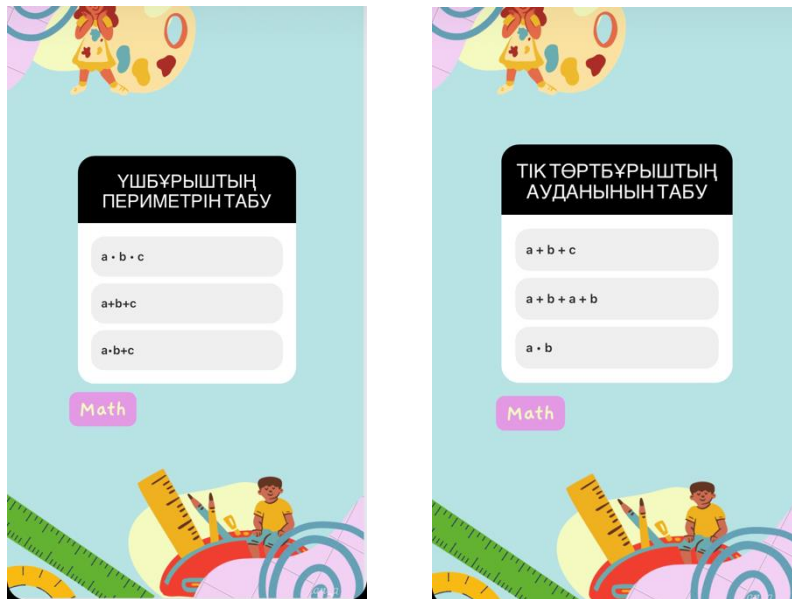 ҮШБҰРЫШТЫҢ
ПЕРИМЕТРІН ТАБУ
a • b • c
a+b+c
a•b+c
Math
ТІК ТӨРТБҰРЫШТЫҢ
АУДАНЫНЫН ТАБУ
a + b + c
a + b + a + b
a • b
Math